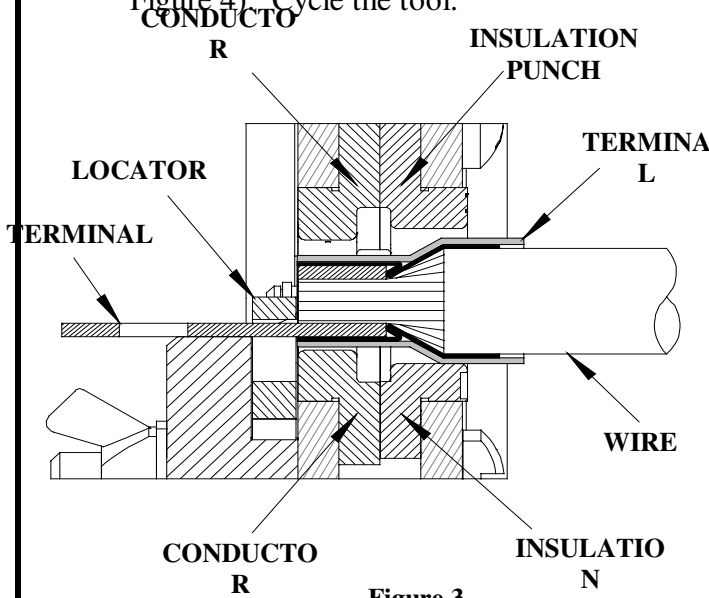 Figure 4). Cycle the tool.
CONDUCTO
R
INSULATION
PUNCH
TERMINA
L
LOCATOR
TERMINAL
WIRE
CONDUCTO
R
INSULATIO
N
Figure 3